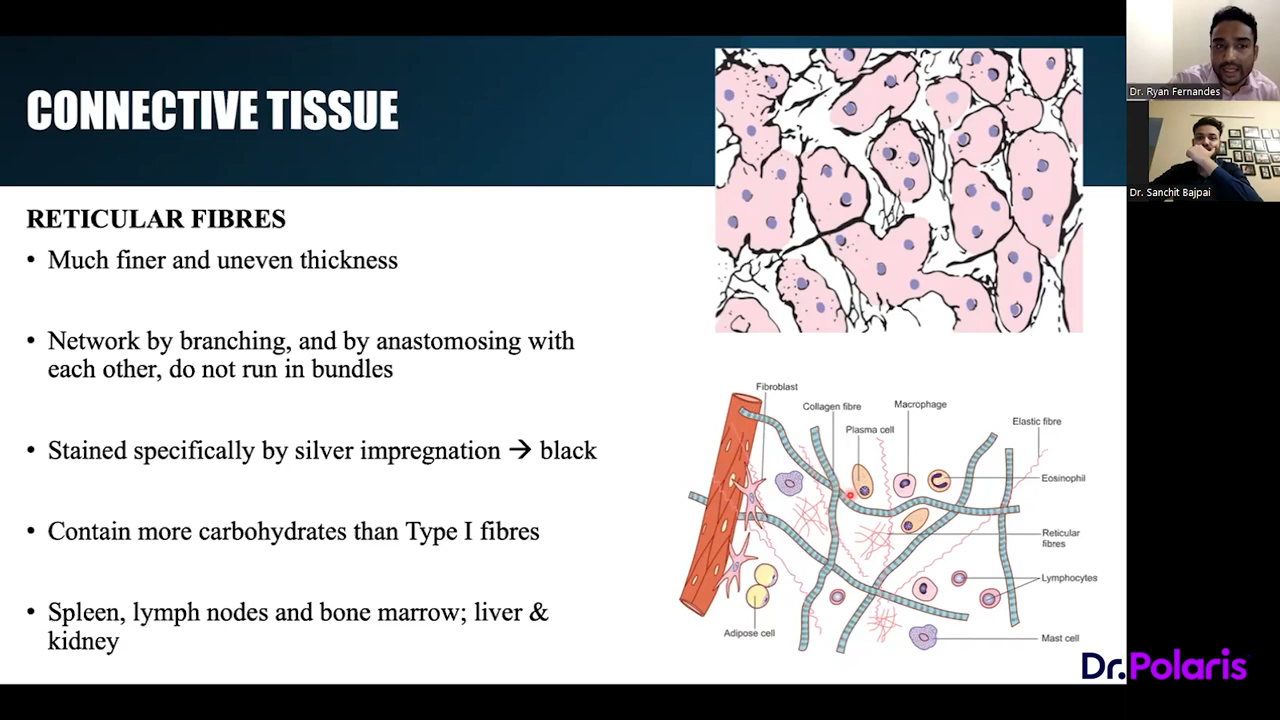 CONNECTIVE TISSUE
RETICULAR FIBRES
• Much finer and uneven thickness
• Network by branching, and by anastomosing with
each other, do not run in bundles
• Stained specifically by silver impregnation → black
• Contain more carbohydrates than Type I fibres
• Spleen, lymph nodes and bone marrow; liver &
kidney
Fibroblast
Collagen fibre
Macrophage
Plasma cell
Elastic fibre
Eosinophil
Reticular
fibres
Lymphocytes
Adipose cell
Mast cell
Dr. Ryan Fernandes
Dr. Sanchit Bajpai
Dr.Polaris